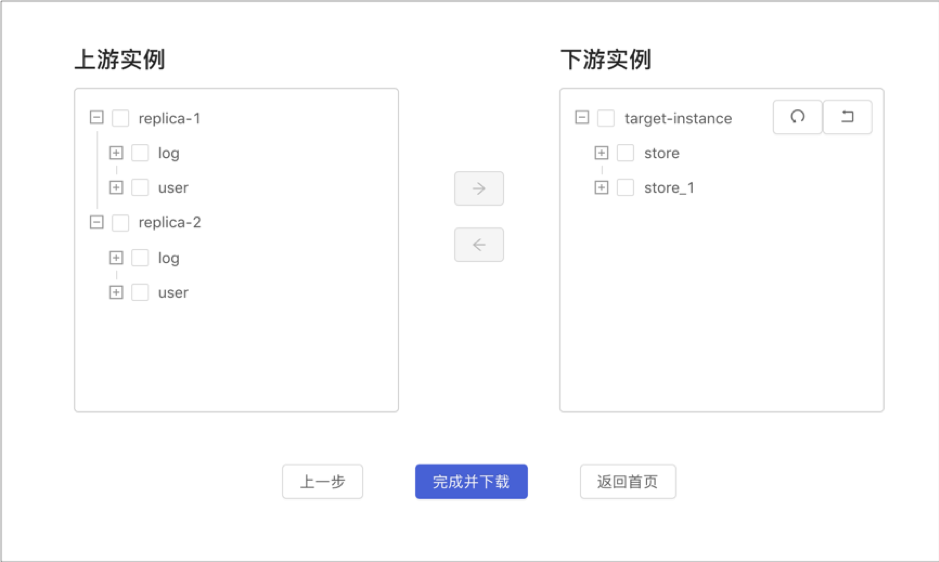 上游实例
replica-1
log
user
replica-2
log
user
下游实例
target-instance
store
store_1
上一步
完成并下载
返回首页